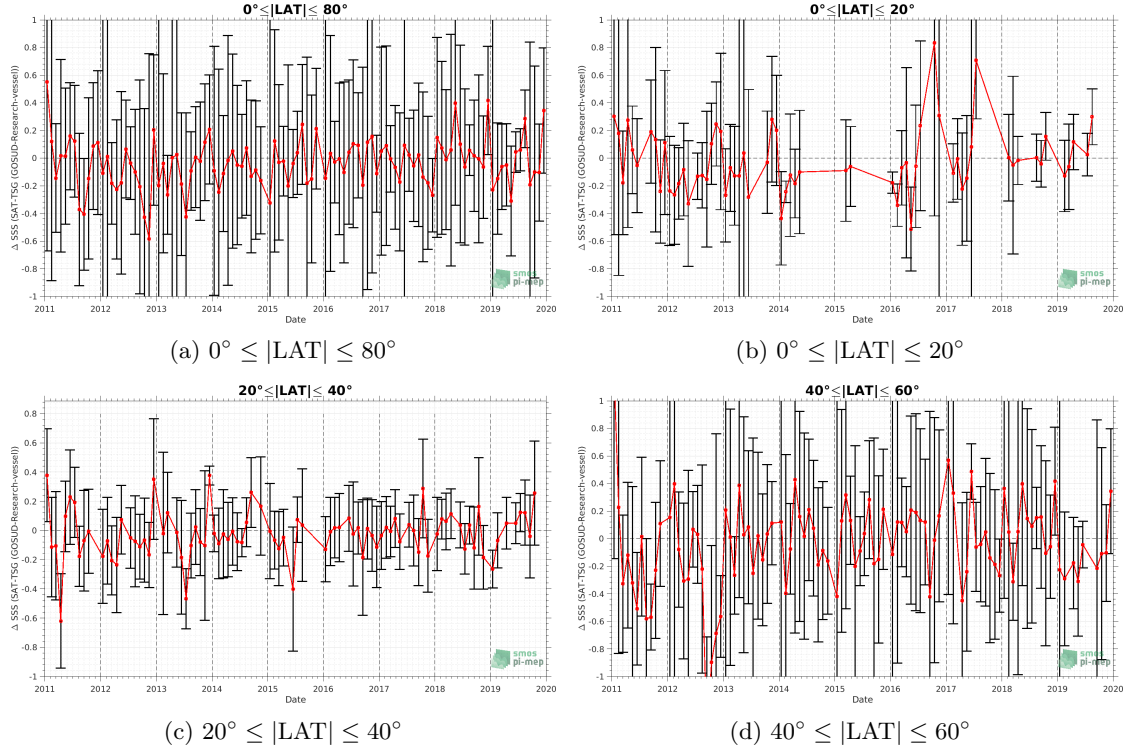 0°≤|LAT|≤ 80°
Δ SSS (SAT-TSG (GOSUD-Research-vessel))
1
0.8
0.6
0.4
0.2
0
-0.2
-0.4
-0.6
-0.8
-1
2011 2012 2013 2014 2015 2016 2017 2018 2019 2020
Date
smos
pi-mep
(a) 0° ≤ |LAT| ≤ 80°
0°≤|LAT|≤ 20°
Δ SSS (SAT-TSG (GOSUD-Research-vessel))
1
0.8
0.6
0.4
0.2
0
-0.2
-0.4
-0.6
-0.8
-1
2011 2012 2013 2014 2015 2016 2017 2018 2019 2020
Date
smos
pi-mep
(b) 0° ≤ |LAT| ≤ 20°
20°≤|LAT|≤ 40°
Δ SSS (SAT-TSG (GOSUD-Research-vessel))
0.8
0.6
0.4
0.2
0
-0.2
-0.4
-0.6
-0.8
-1
2011 2012 2013 2014 2015 2016 2017 2018 2019 2020
Date
smos
pi-mep
(c) 20° ≤ |LAT| ≤ 40°
40°≤|LAT|≤ 60°
Δ SSS (SAT-TSG (GOSUD-Research-vessel))
1
0.8
0.6
0.4
0.2
0
-0.2
-0.4
-0.6
-0.8
-1
2011 2012 2013 2014 2015 2016 2017 2018 2019 2020
Date
smos
pi-mep
(d) 40° ≤ |LAT| ≤ 60°